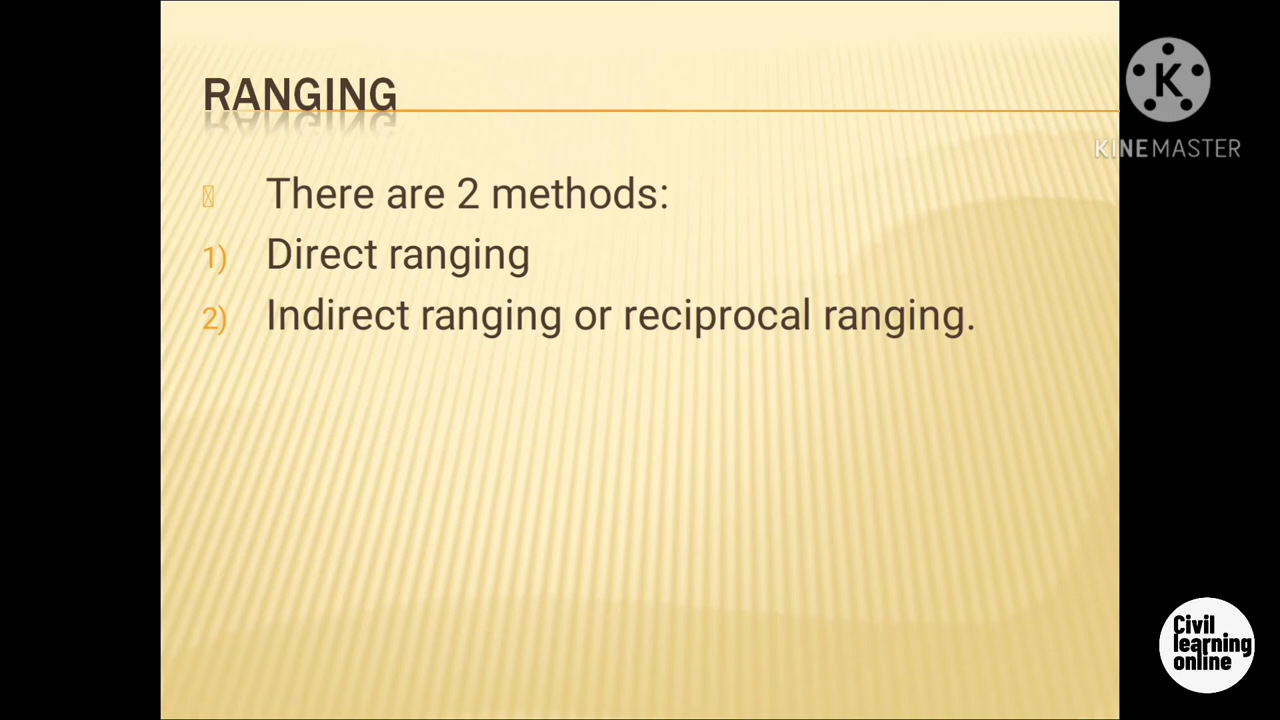 RANGING
There are 2 methods:
1) Direct ranging
2) Indirect ranging or reciprocal ranging.
K
KINEMASTER
Civil
learning
online